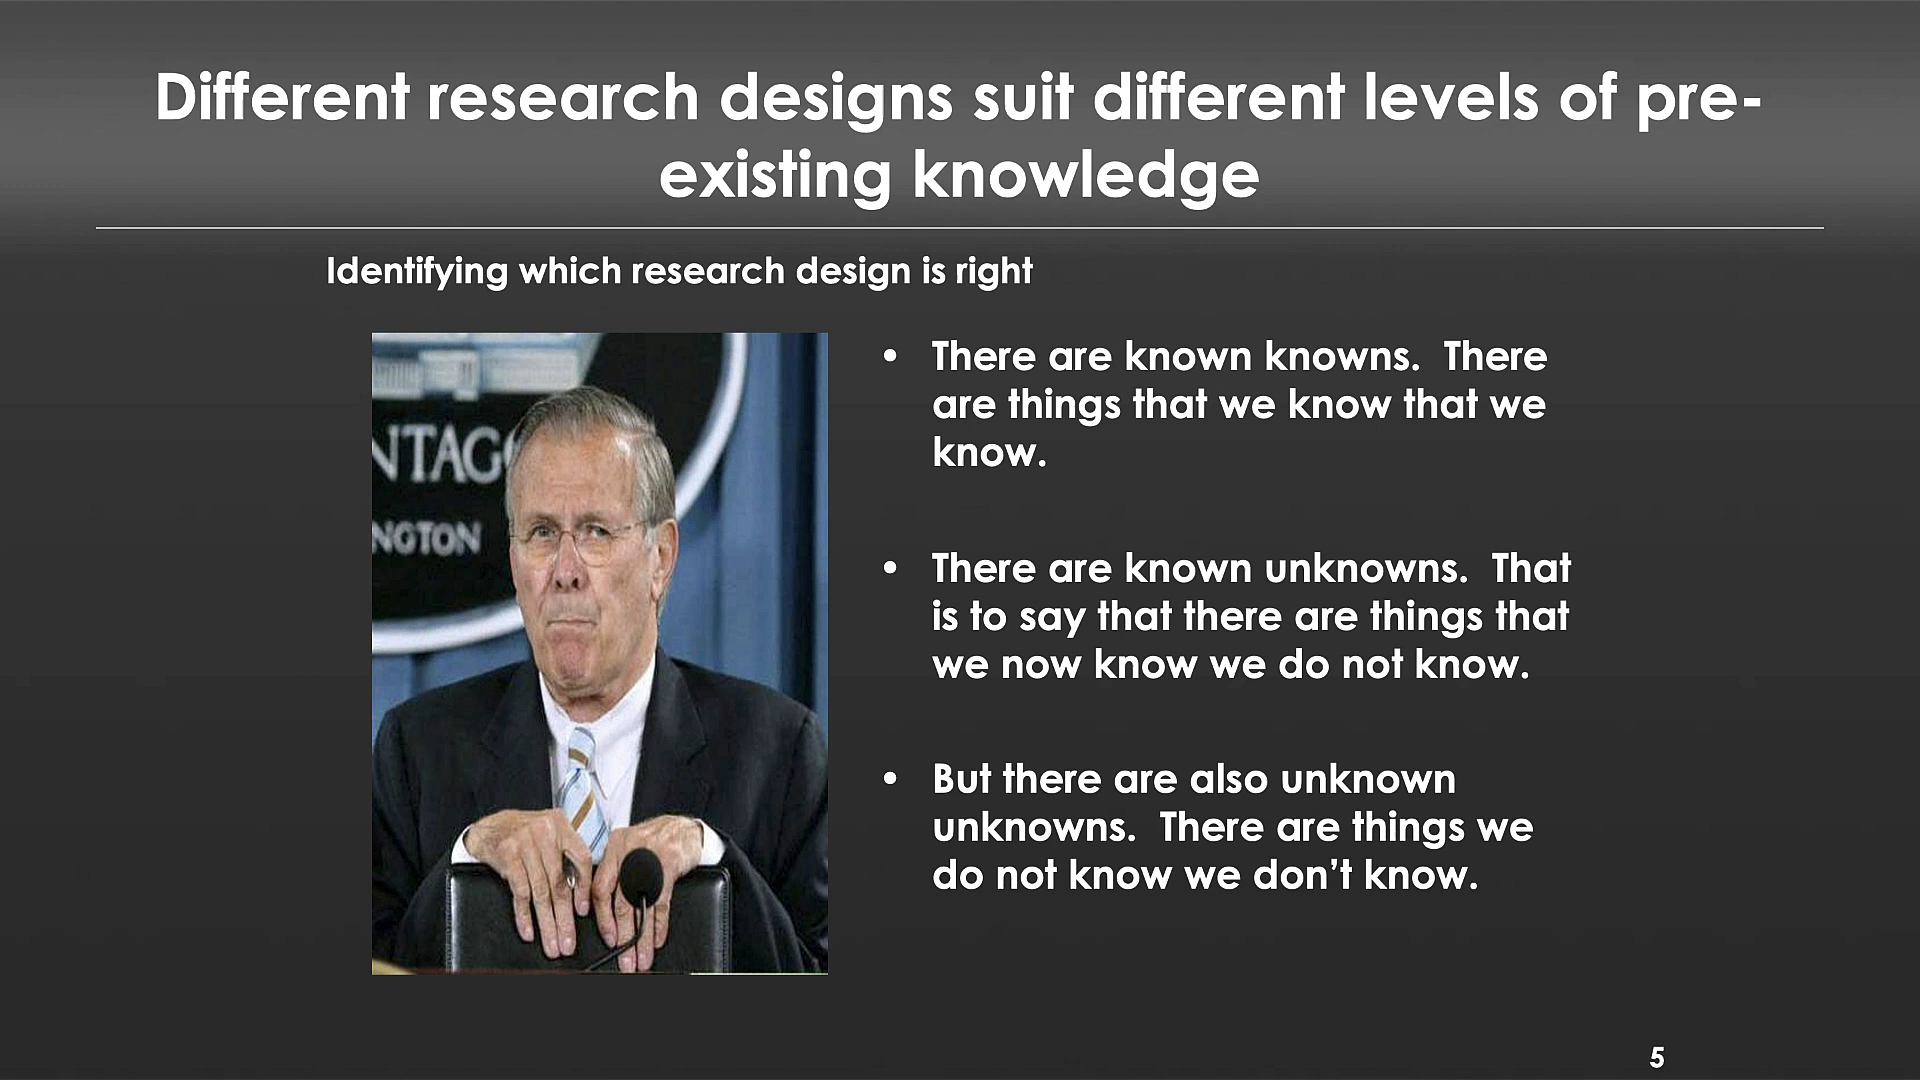 Different research designs suit different levels of pre-
existing knowledge
Identifying which research design is right
NTAG
NGTON
• There are known knowns.  There
are things that we know that we
know.
• There are known unknowns.  That
is to say that there are things that
we now know we do not know.
• But there are also unknown
unknowns.  There are things we
do not know we don’t know.
5